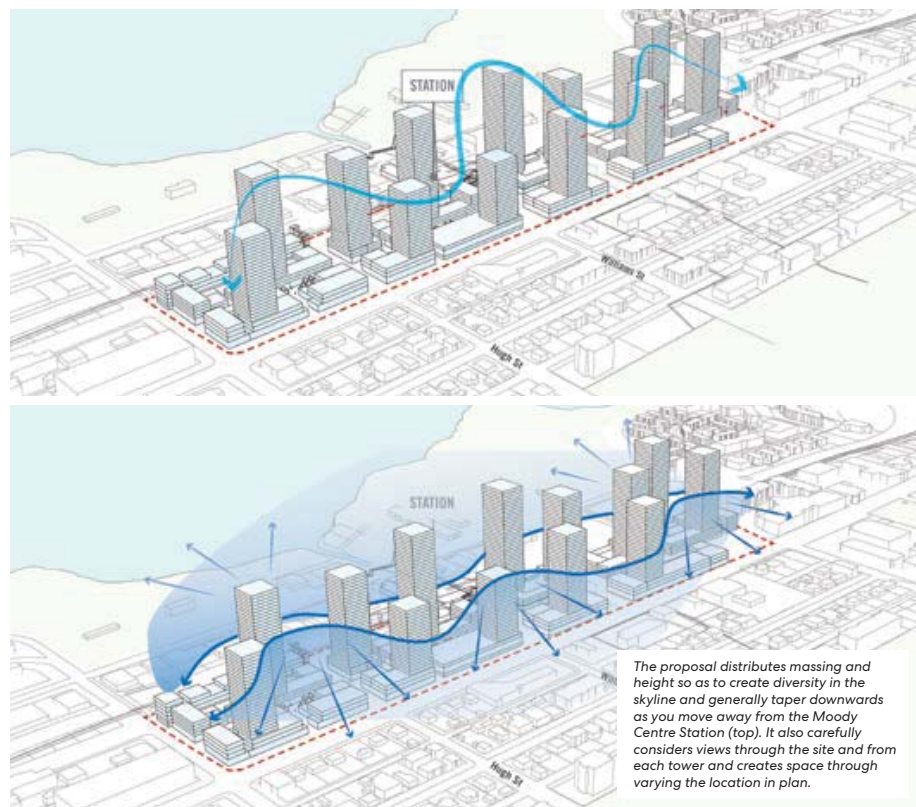 STATION
Williams St
Hugh St
STATION
The proposal distributes massing and
height so as to create diversity in the
skyline and generally taper downwards
as you move away from the Moody
Centre Station (top). It also carefully
considers views through the site and from
each tower and creates space through
varying the location in plan.
Hugh St